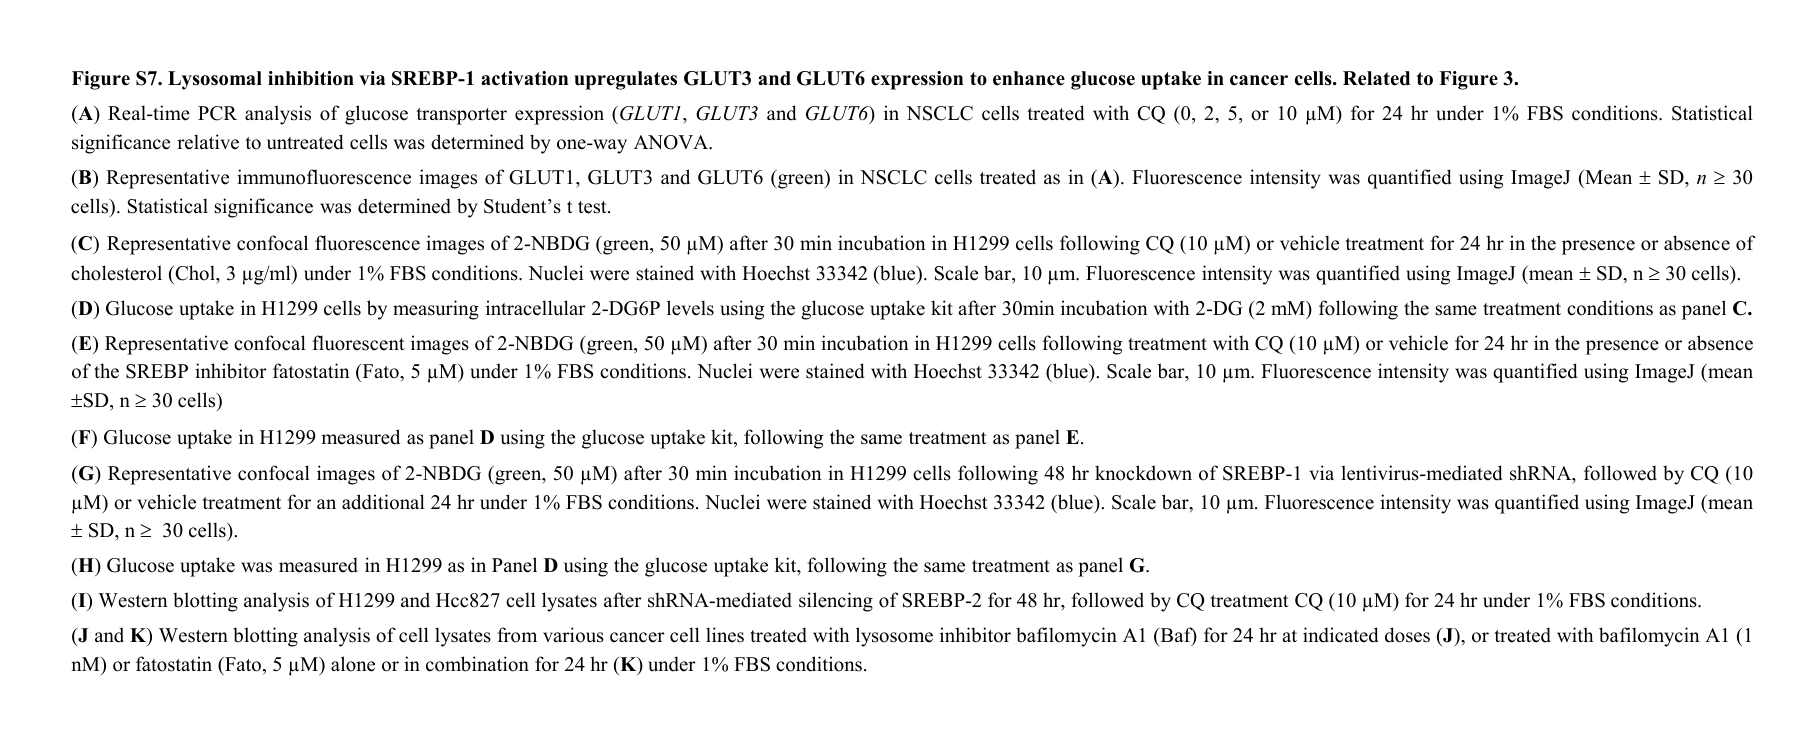 Figure S7. Lysosomal inhibition via SREBP-1 activation upregulates GLUT3 and GLUT6 expression to enhance glucose uptake in cancer cells. Related to Figure 3.
(A) Real-time PCR analysis of glucose transporter expression (GLUT1, GLUT3 and GLUT6) in NSCLC cells treated with CQ (0, 2, 5, or 10 µM) for 24 hr under 1% FBS conditions. Statistical
significance relative to untreated cells was determined by one-way ANOVA.
(B) Representative immunofluorescence images of GLUT1, GLUT3 and GLUT6 (green) in NSCLC cells treated as in (A). Fluorescence intensity was quantified using ImageJ (Mean ± SD, n ≥ 30
cells). Statistical significance was determined by Student’s t test.
(C) Representative confocal fluorescence images of 2-NBDG (green, 50 µM) after 30 min incubation in H1299 cells following CQ (10 µM) or vehicle treatment for 24 hr in the presence or absence of
cholesterol (Chol, 3 µg/ml) under 1% FBS conditions. Nuclei were stained with Hoechst 33342 (blue). Scale bar, 10 µm. Fluorescence intensity was quantified using ImageJ (mean ± SD, n ≥ 30 cells).
(D) Glucose uptake in H1299 cells by measuring intracellular 2-DG6P levels using the glucose uptake kit after 30min incubation with 2-DG (2 mM) following the same treatment conditions as panel C.
(E) Representative confocal fluorescent images of 2-NBDG (green, 50 µM) after 30 min incubation in H1299 cells following treatment with CQ (10 µM) or vehicle for 24 hr in the presence or absence
of the SREBP inhibitor fatostatin (Fato, 5 µM) under 1% FBS conditions. Nuclei were stained with Hoechst 33342 (blue). Scale bar, 10 µm. Fluorescence intensity was quantified using ImageJ (mean
±SD, n ≥ 30 cells)
(F) Glucose uptake in H1299 measured as panel D using the glucose uptake kit, following the same treatment as panel E.
(G) Representative confocal images of 2-NBDG (green, 50 µM) after 30 min incubation in H1299 cells following 48 hr knockdown of SREBP-1 via lentivirus-mediated shRNA, followed by CQ (10
µM) or vehicle treatment for an additional 24 hr under 1% FBS conditions. Nuclei were stained with Hoechst 33342 (blue). Scale bar, 10 µm. Fluorescence intensity was quantified using ImageJ (mean
± SD, n ≥ 30 cells).
(H) Glucose uptake was measured in H1299 as in Panel D using the glucose uptake kit, following the same treatment as panel G.
(I) Western blotting analysis of H1299 and Hcc827 cell lysates after shRNA-mediated silencing of SREBP-2 for 48 hr, followed by CQ treatment CQ (10 µM) for 24 hr under 1% FBS conditions.
(J and K) Western blotting analysis of cell lysates from various cancer cell lines treated with lysosome inhibitor bafilomycin A1 (Baf) for 24 hr at indicated doses (J), or treated with bafilomycin A1 (1
nM) or fatostatin (Fato, 5 µM) alone or in combination for 24 hr (K) under 1% FBS conditions.